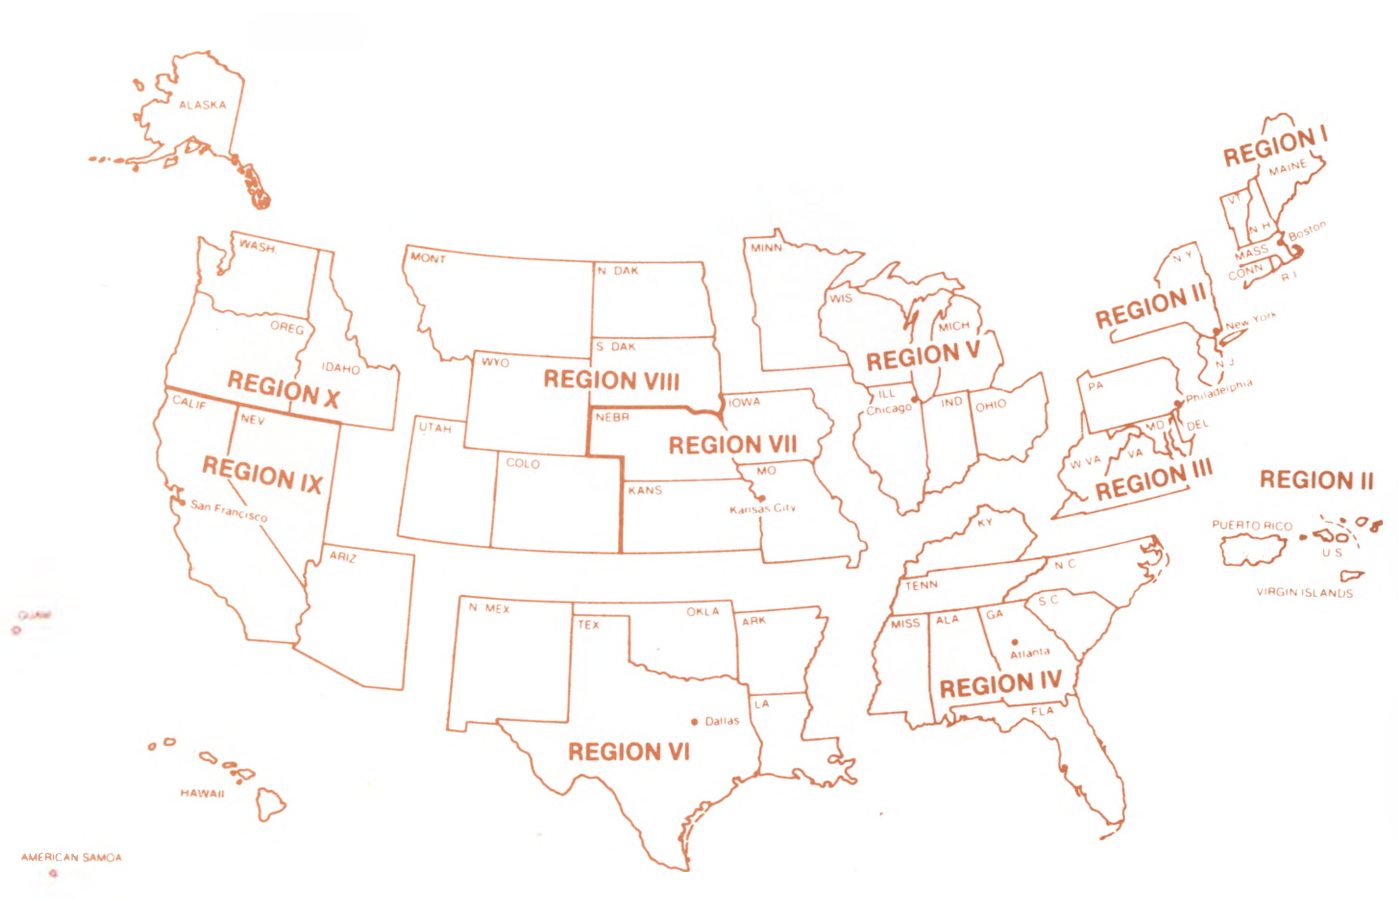 ALASKA
REGION I
MAINE
VT
N H
Boston
MASS
CONN
R I
N Y
REGION II
New York
N J
WASH
OREG
IDAHO
REGION X
MONT
N DAK
S DAK
WYO
REGION VIII
UTAH
COLO
MINN
WIS
MICH
REGION V
ILL
Chicago
IND
OHIO
NEBR
IOWA
REGION VII
KANS
MO
Kansas City
PA
Philadelphia
MD
DEL
W VA
VA
REGION III
CALIF
NEV
REGION IX
San Francisco
ARIZ
REGION II
PUERTO RICO
U S
VIRGIN ISLANDS
KY
TENN
N C
S C
MISS
ALA
GA
Atlanta
REGION IV
FLA
N MEX
OKLA
TEX
ARK
LA
Dallas
REGION VI
GUAM
HAWAII
AMERICAN SAMOA